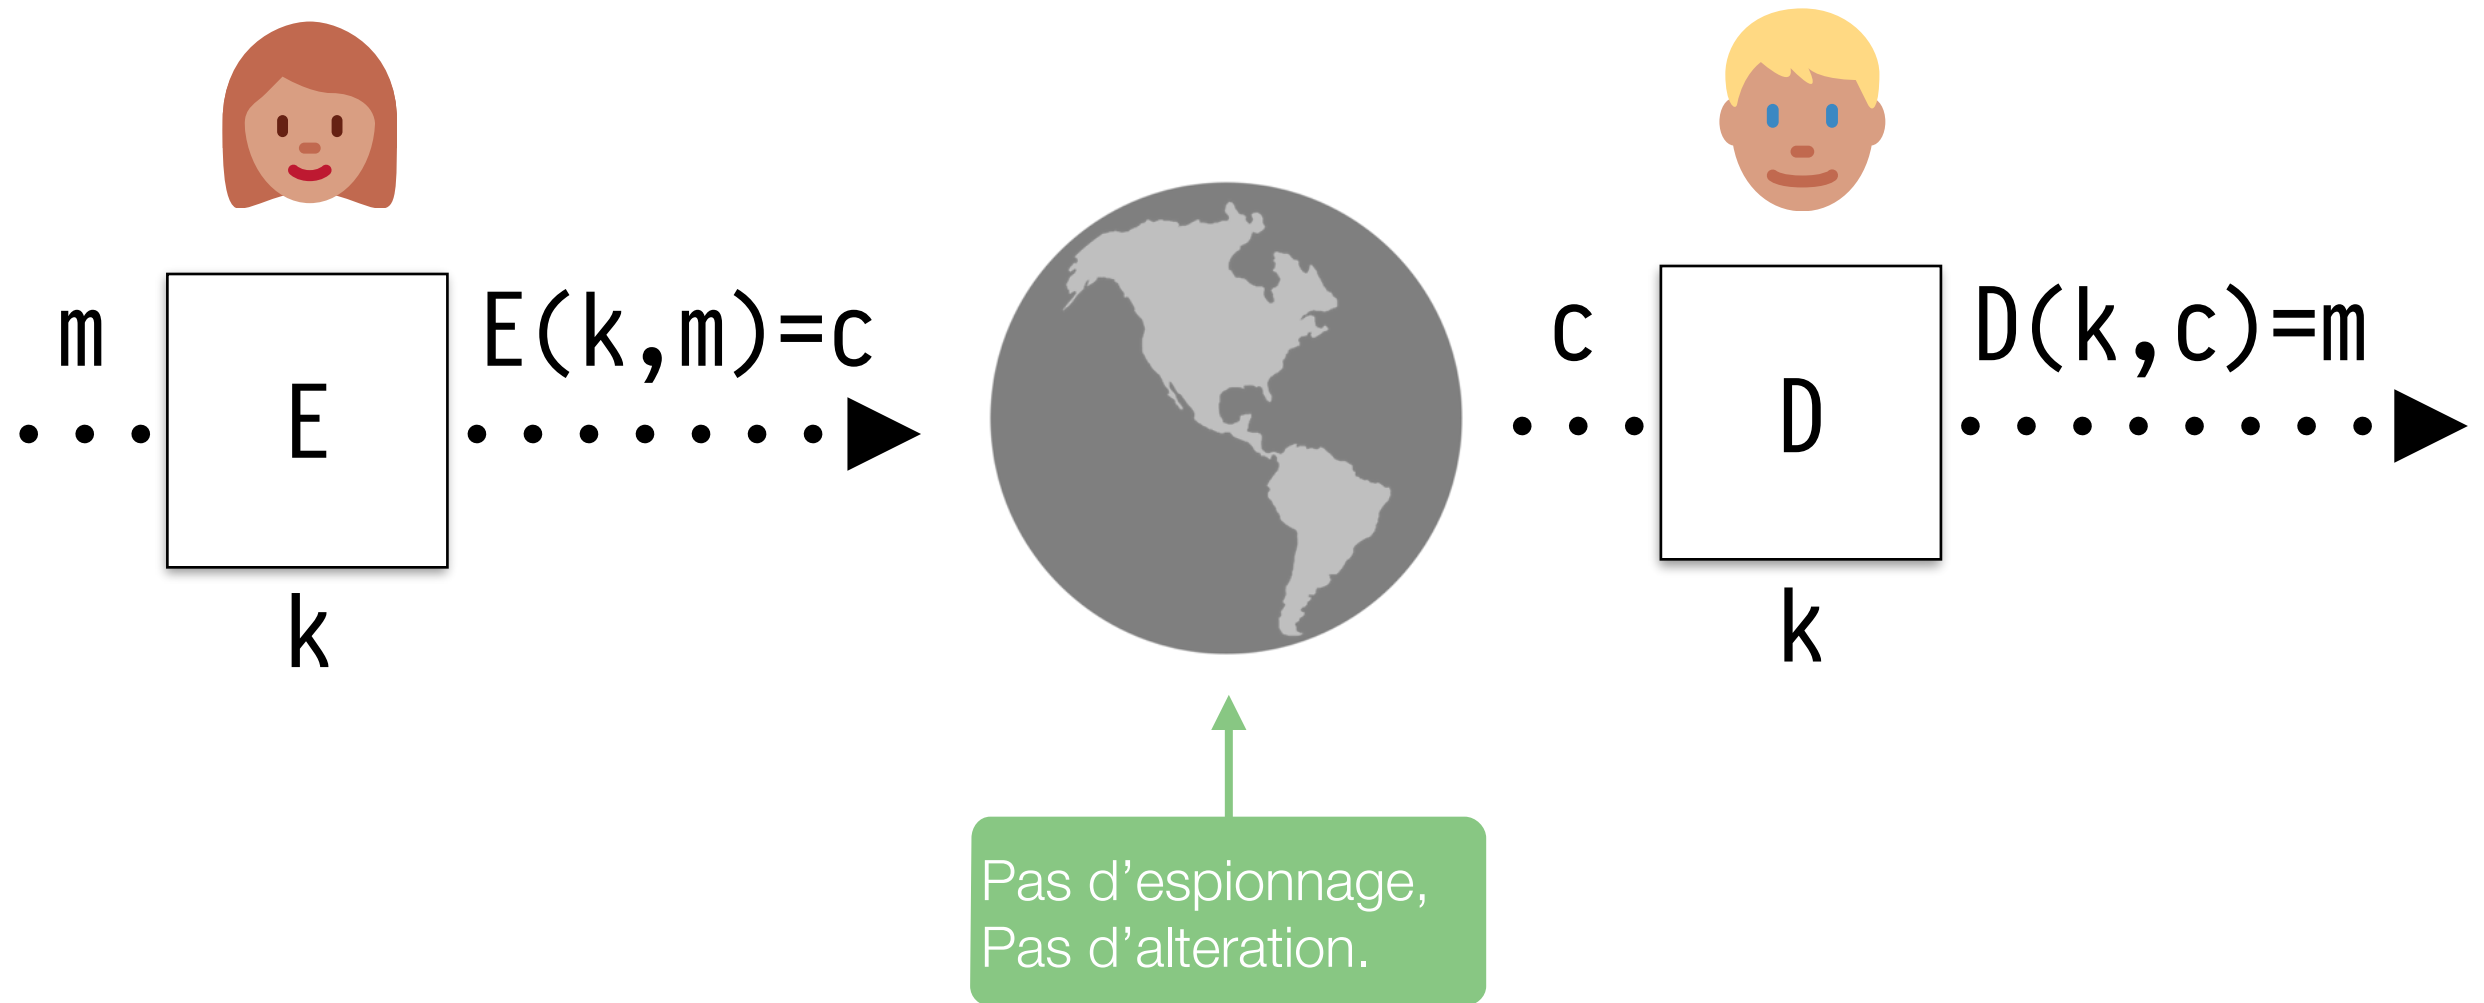 m
E
E(k,m)=c
k
c
D
D(k,c)=m
k
Pas d’espionnage,
Pas d’alteration.